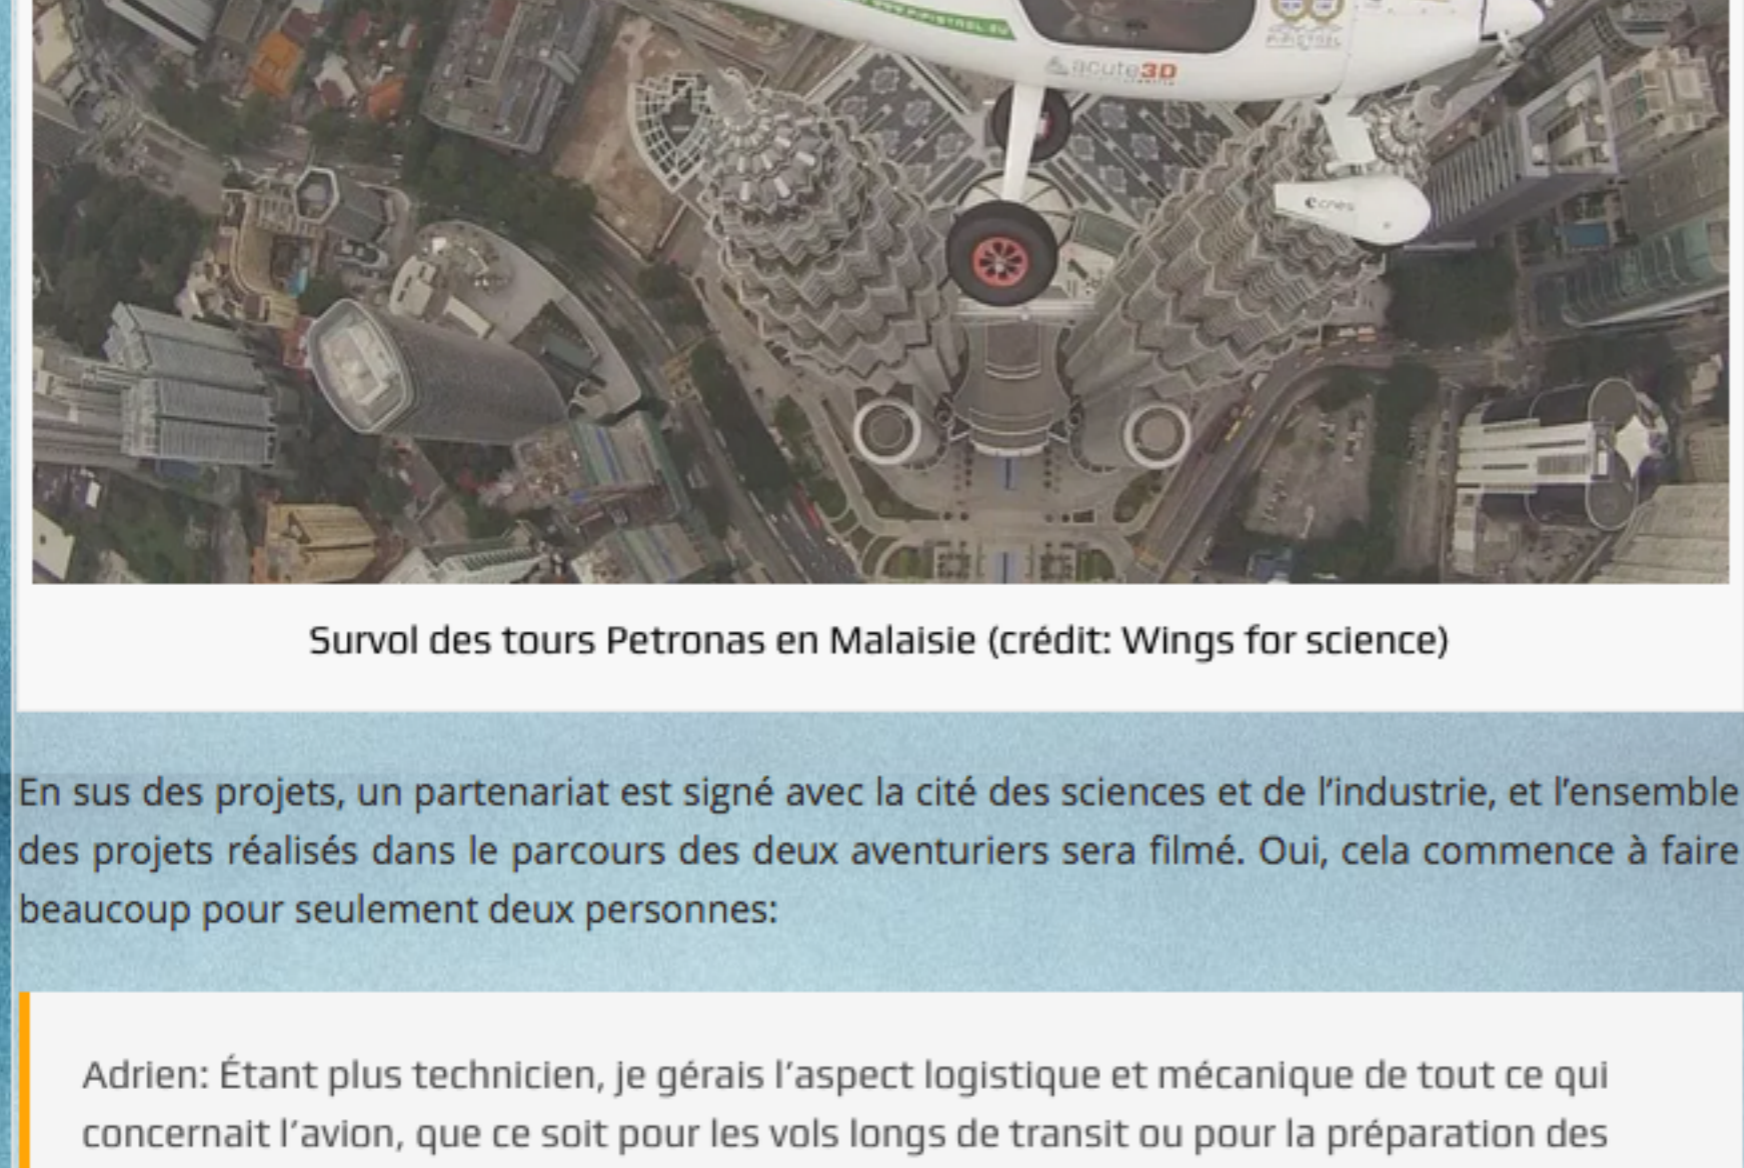 WWW.PIPISTREL.EU
PIPISTREL
acute3D
cnes
Survol des tours Petronas en Malaisie (crédit: Wings for science)
En sus des projets, un partenariat est signé avec la cité des sciences et de l’industrie, et l’ensemble
des projets réalisés dans le parcours des deux aventuriers sera filmé. Oui, cela commence à faire
beaucoup pour seulement deux personnes:
Adrien: Étant plus technicien, je gérais l’aspect logistique et mécanique de tout ce qui
concernait l’avion, que ce soit pour les vols longs de transit ou pour la préparation des